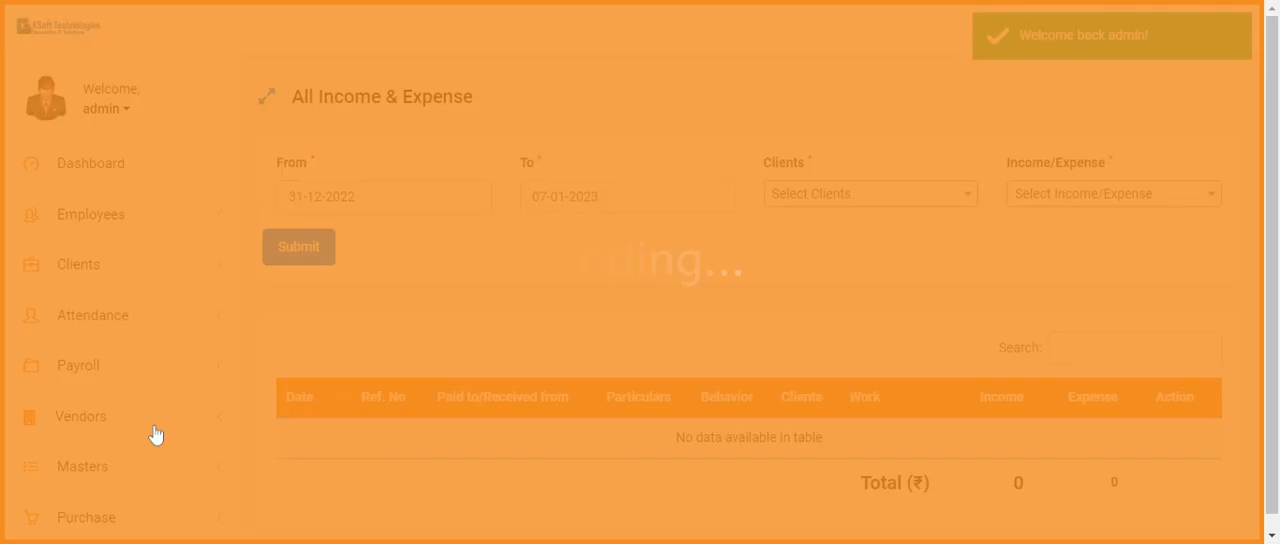 KSoft Technologies
Welcome back admin!
Welcome,
admin
All Income & Expense
Dashboard
Employees
Clients
Attendance
Payroll
Vendors
Masters
Purchase
From * To * Clients * Income/Expense *
31-12-2022 07-01-2023 Select Clients Select Income/Expense
Submit
ding...
Search:
Date Ref. No Paid to/Received from Particulars Behavior Clients Work Income Expense Action
No data available in table
Total (₹) 0 0